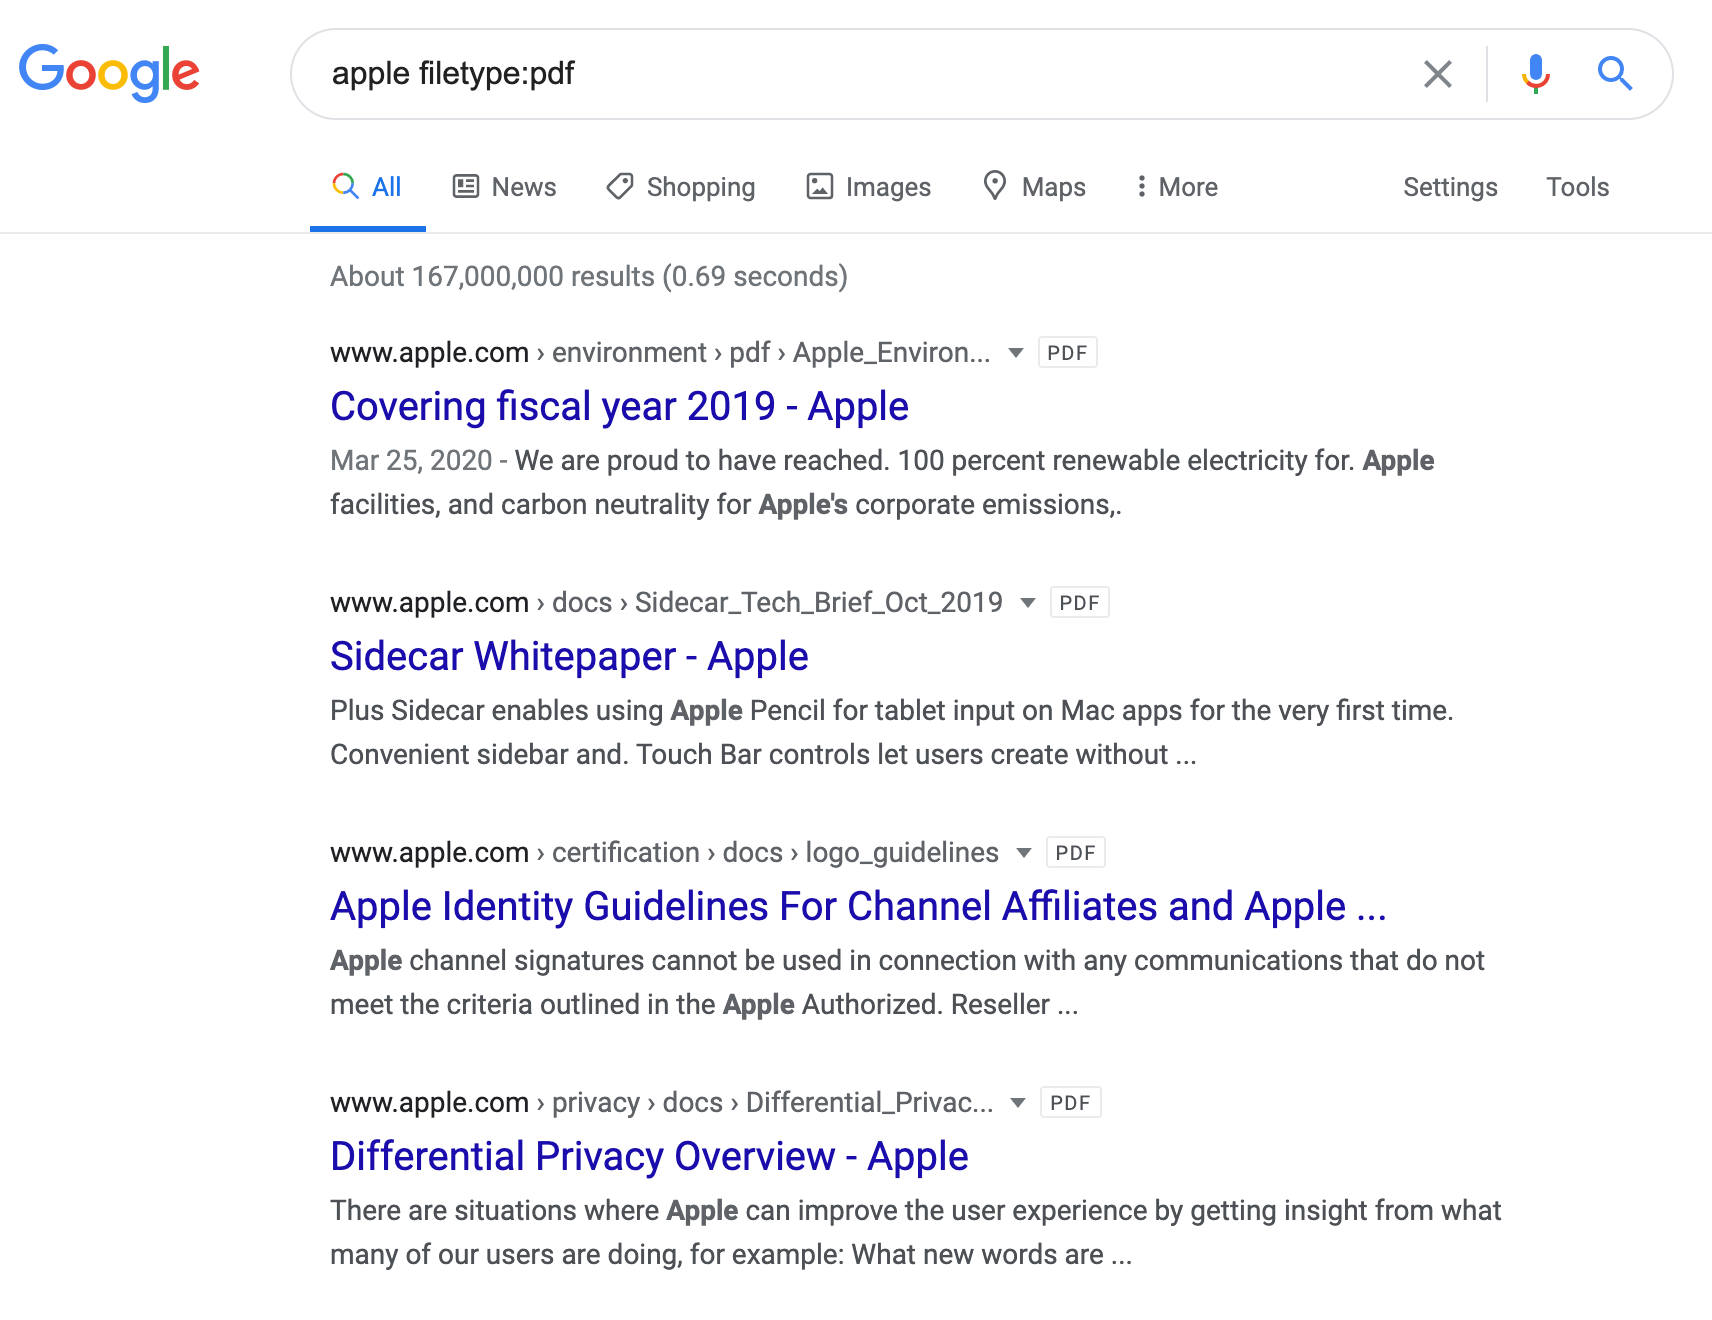 Google
apple filetype:pdf
All News Shopping Images Maps More Settings Tools
About 167,000,000 results (0.69 seconds)
www.apple.com › environment › pdf › Apple_Environ... PDF
Covering fiscal year 2019 - Apple
Mar 25, 2020 - We are proud to have reached. 100 percent renewable electricity for. Apple
facilities, and carbon neutrality for Apple's corporate emissions,.
www.apple.com › docs › Sidecar_Tech_Brief_Oct_2019 PDF
Sidecar Whitepaper - Apple
Plus Sidecar enables using Apple Pencil for tablet input on Mac apps for the very first time.
Convenient sidebar and. Touch Bar controls let users create without ...
www.apple.com › certification › docs › logo_guidelines PDF
Apple Identity Guidelines For Channel Affiliates and Apple ...
Apple channel signatures cannot be used in connection with any communications that do not
meet the criteria outlined in the Apple Authorized. Reseller ...
www.apple.com › privacy › docs › Differential_Privac... PDF
Differential Privacy Overview - Apple
There are situations where Apple can improve the user experience by getting insight from what
many of our users are doing, for example: What new words are ...